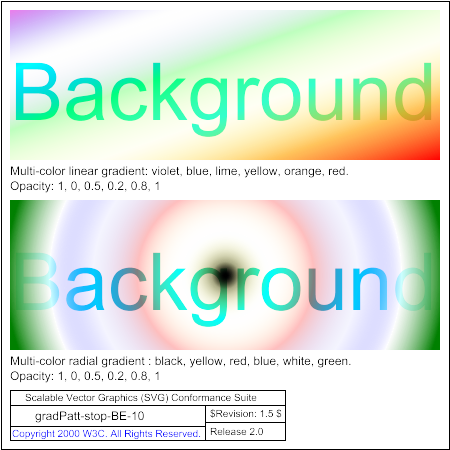 Background
Multi-color linear gradient: violet, blue, lime, yellow, orange, red.
Opacity: 1, 0, 0.5, 0.2, 0.8, 1
Background
Multi-color radial gradient : black, yellow, red, blue, white, green.
Opacity: 1, 0, 0.5, 0.2, 0.8, 1
Scalable Vector Graphics (SVG) Conformance Suite
gradPatt-stop-BE-10
$Revision: 1.5 $
Copyright 2000 W3C. All Rights Reserved.
Release 2.0